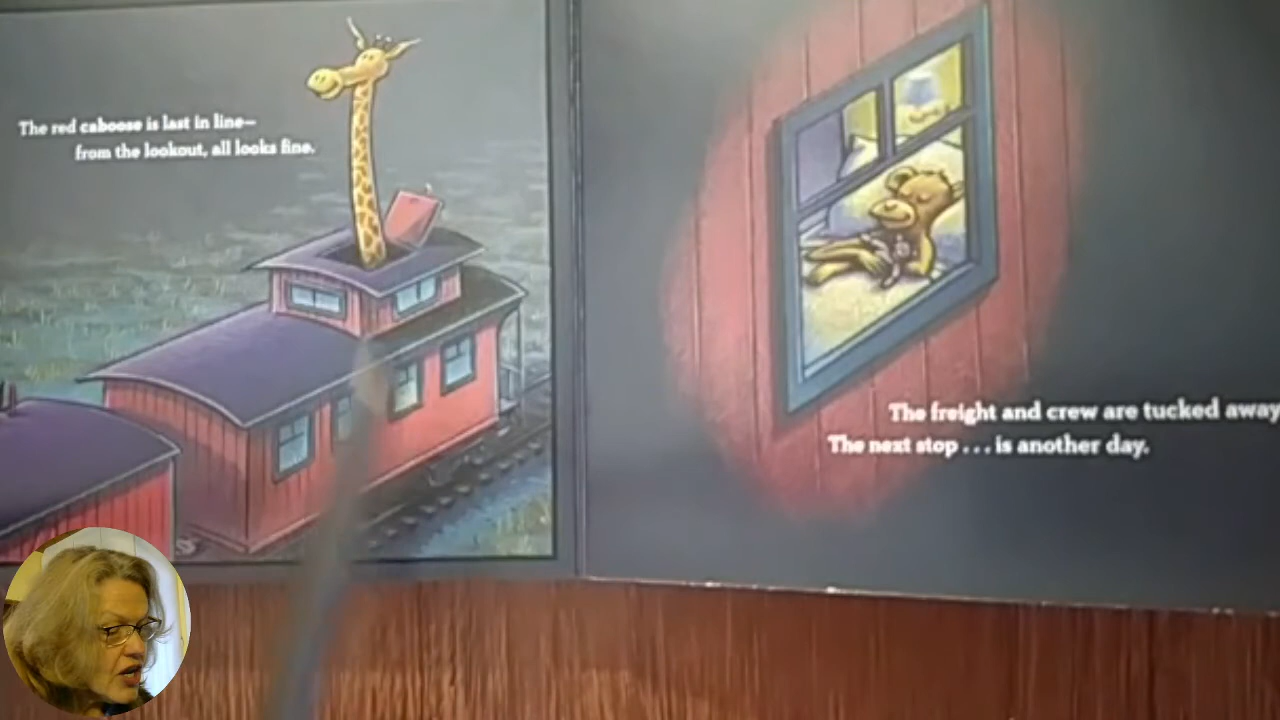 The red caboose is last in line—
from the lookout, all looks fine.
The freight and crew are tucked away
The next stop . . . is another day.